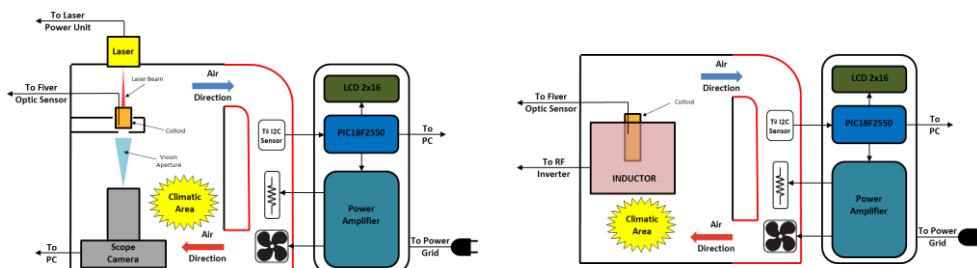 To Laser
Power Unit
Laser
Laser Beam
To Fiver
Optic Sensor
Colloid
Vision
Aperture
Air
Direction
Climatic
Area
Air
Direction
To
PC
Scope
Camera
LCD 2x16
T# I2C
Sensor
PIC18F2550
To
PC
Power
Amplifier
To Power
Grid
To Fiver
Optic Sensor
Colloid
To RF
Inverter
INDUCTOR
Air
Direction
Climatic
Area
Air
Direction
LCD 2x16
I2C
Sensor
PIC18F2550
To
PC
Power
Amplifier
To Power
Grid